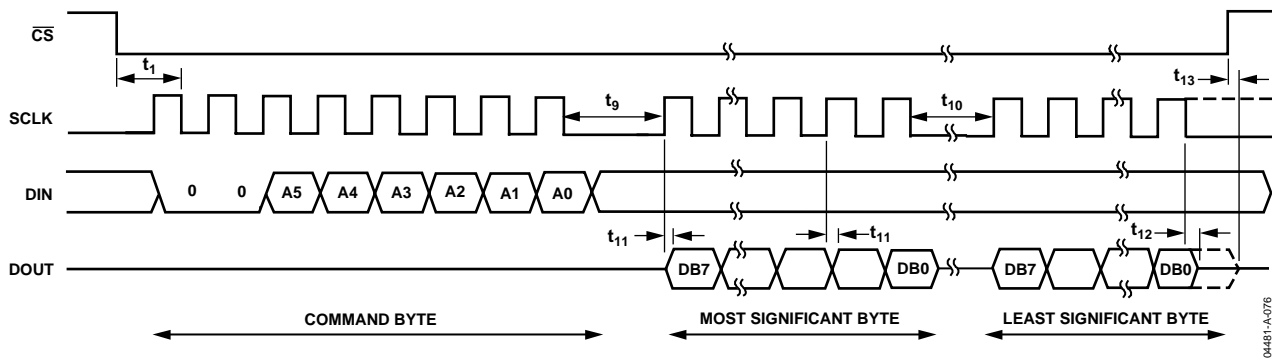 CS
t1
t13
SCLK
t9
t10
DIN
0 0 A5 A4 A3 A2 A1 A0
t12
t11 t11
DOUT
DB7 DB0 DB7 DB0
COMMAND BYTE MOST SIGNIFICANT BYTE LEAST SIGNIFICANT BYTE
04481-A-076